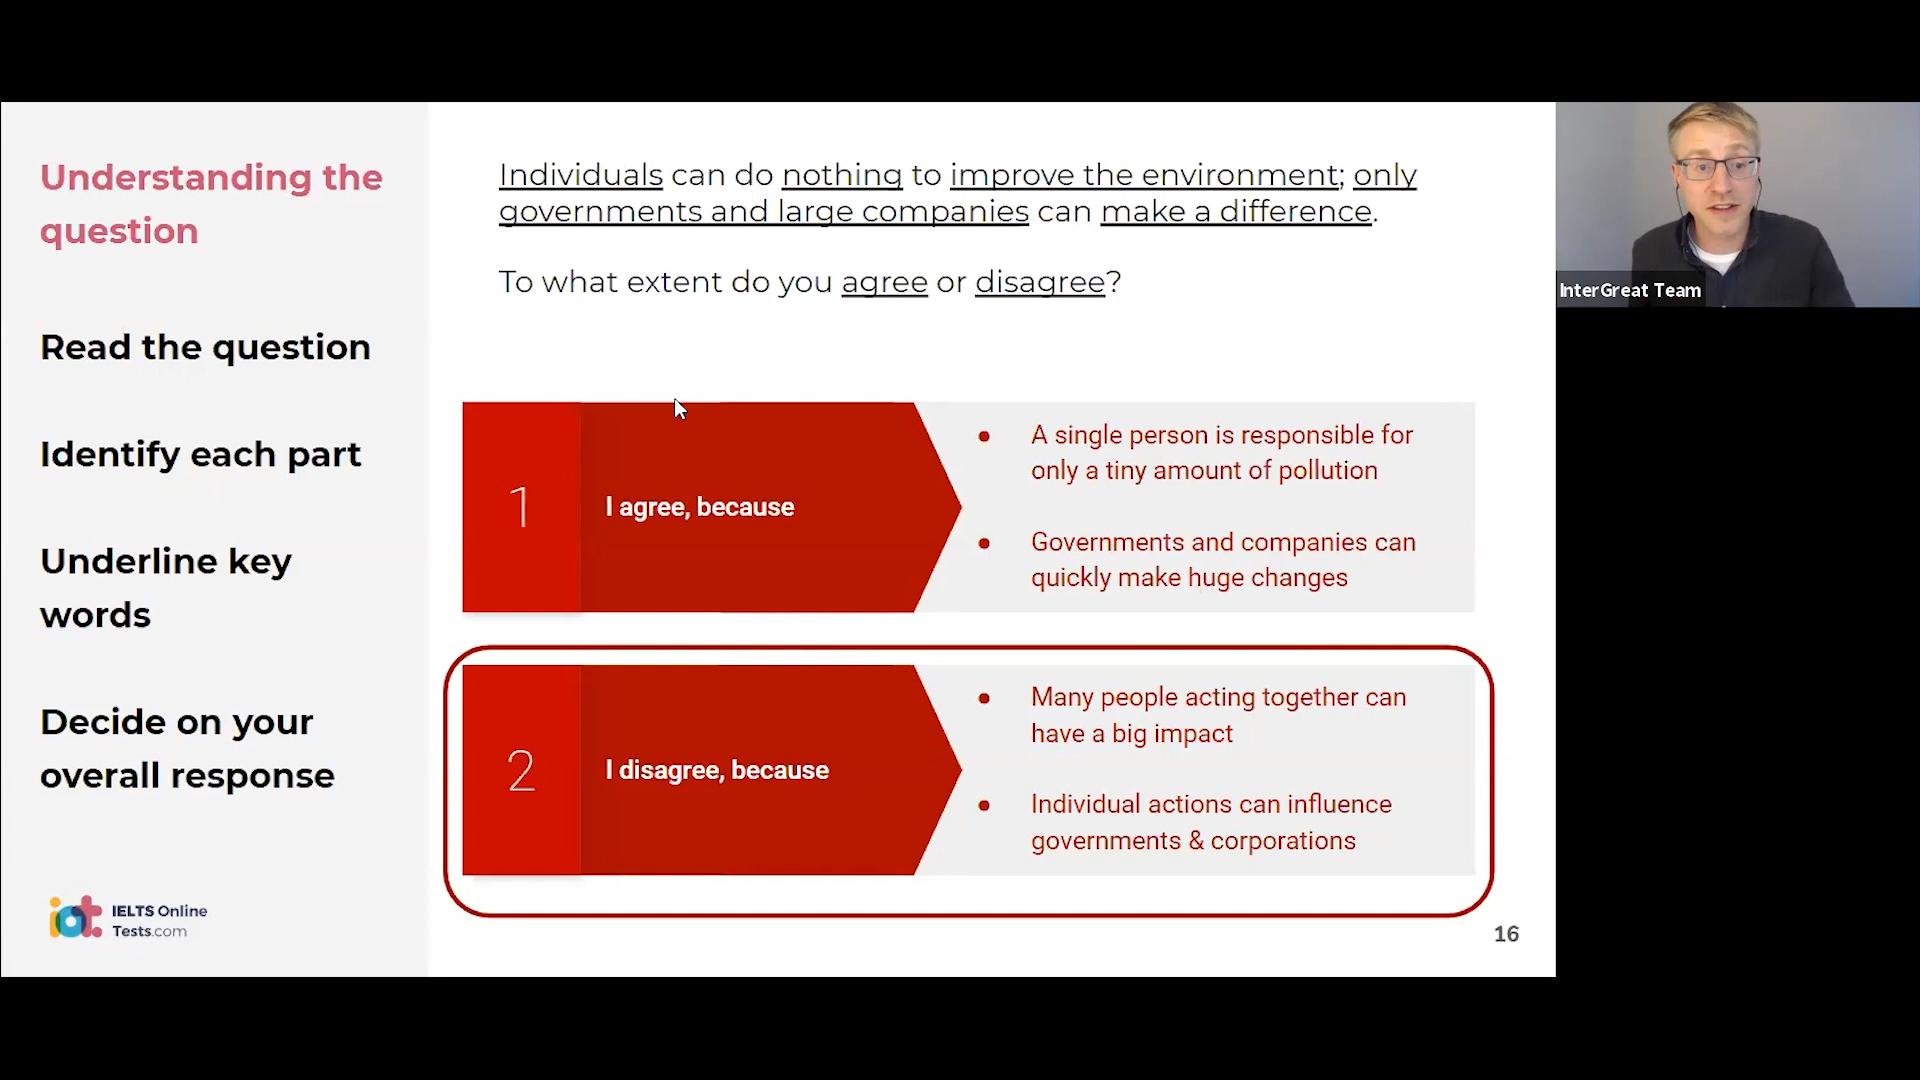 Understanding the
question
Read the question
Identify each part
Underline key
words
Decide on your
overall response
iot IELTS Online
Tests.com
Individuals can do nothing to improve the environment; only
governments and large companies can make a difference.
To what extent do you agree or disagree?
1
I agree, because
● A single person is responsible for
only a tiny amount of pollution
● Governments and companies can
quickly make huge changes
2
I disagree, because
● Many people acting together can
have a big impact
● Individual actions can influence
governments & corporations
16
InterGreat Team